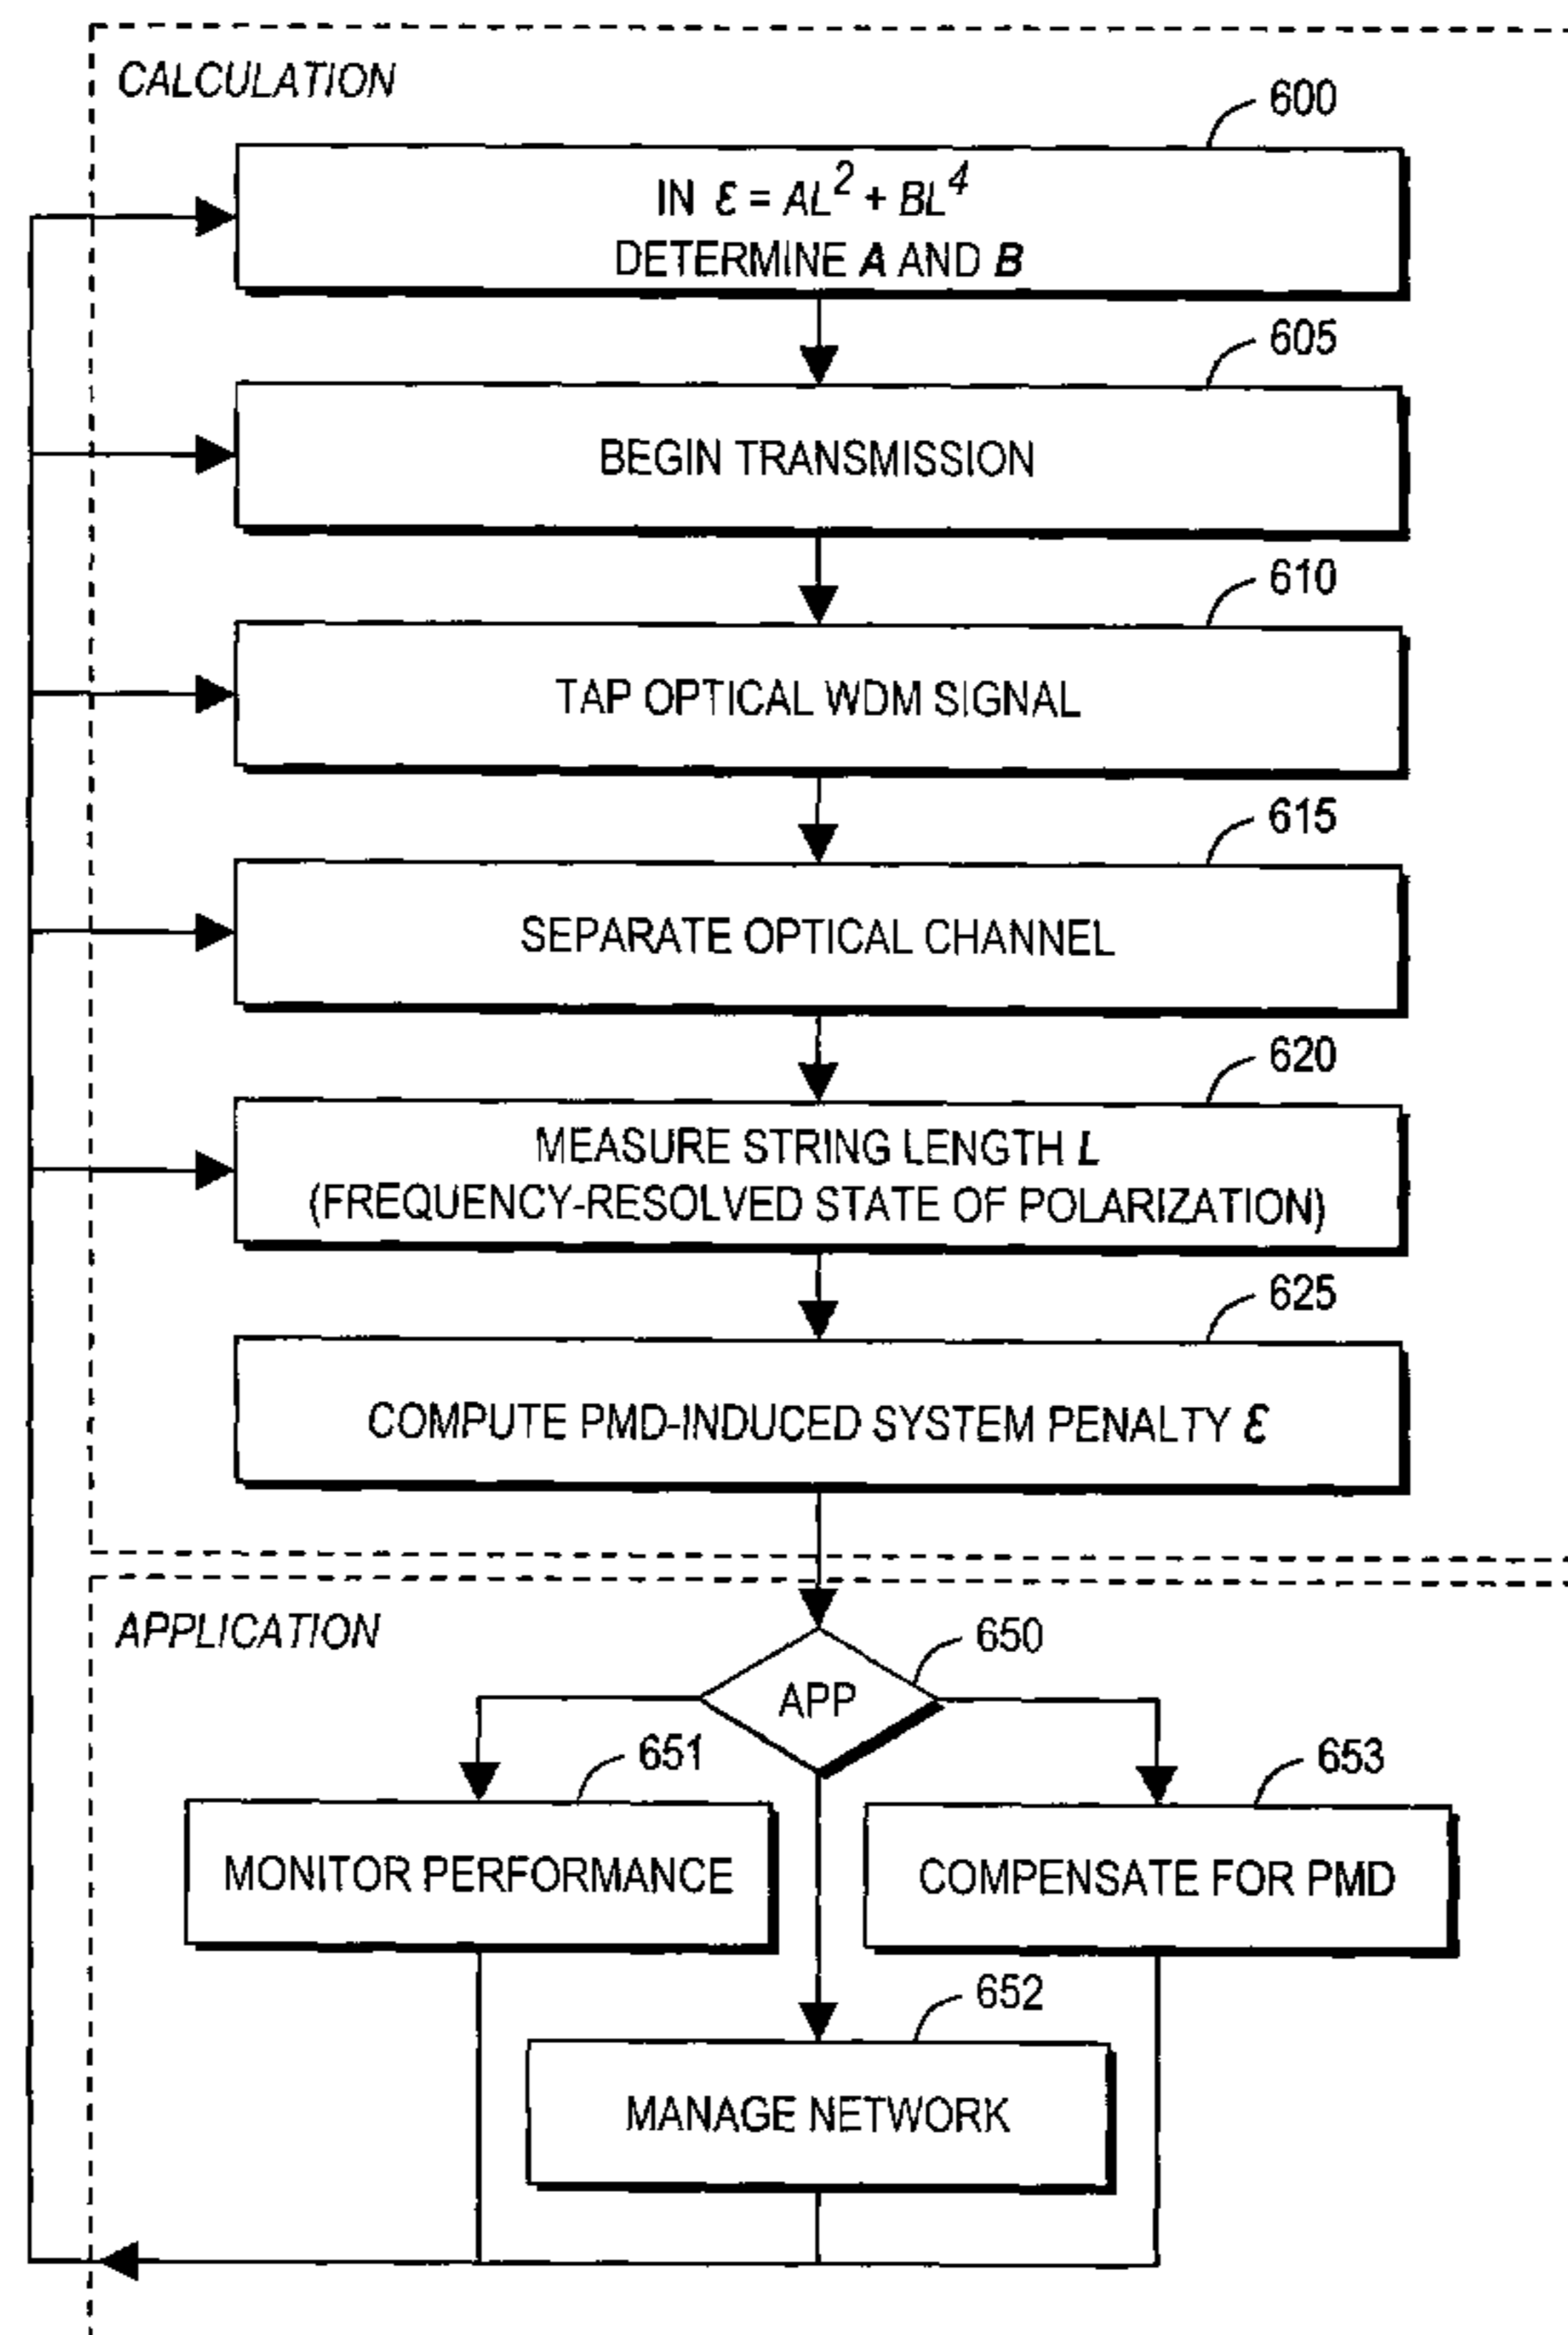 CALCULATION
600
IN Ɛ = AL² + BL⁴
DETERMINE A AND B
605
BEGIN TRANSMISSION
610
TAP OPTICAL WDM SIGNAL
615
SEPARATE OPTICAL CHANNEL
620
MEASURE STRING LENGTH L
(FREQUENCY-RESOLVED STATE OF POLARIZATION)
625
COMPUTE PMD-INDUCED SYSTEM PENALTY Ɛ
APPLICATION
650
APP
651
MONITOR PERFORMANCE
653
COMPENSATE FOR PMD
652
MANAGE NETWORK